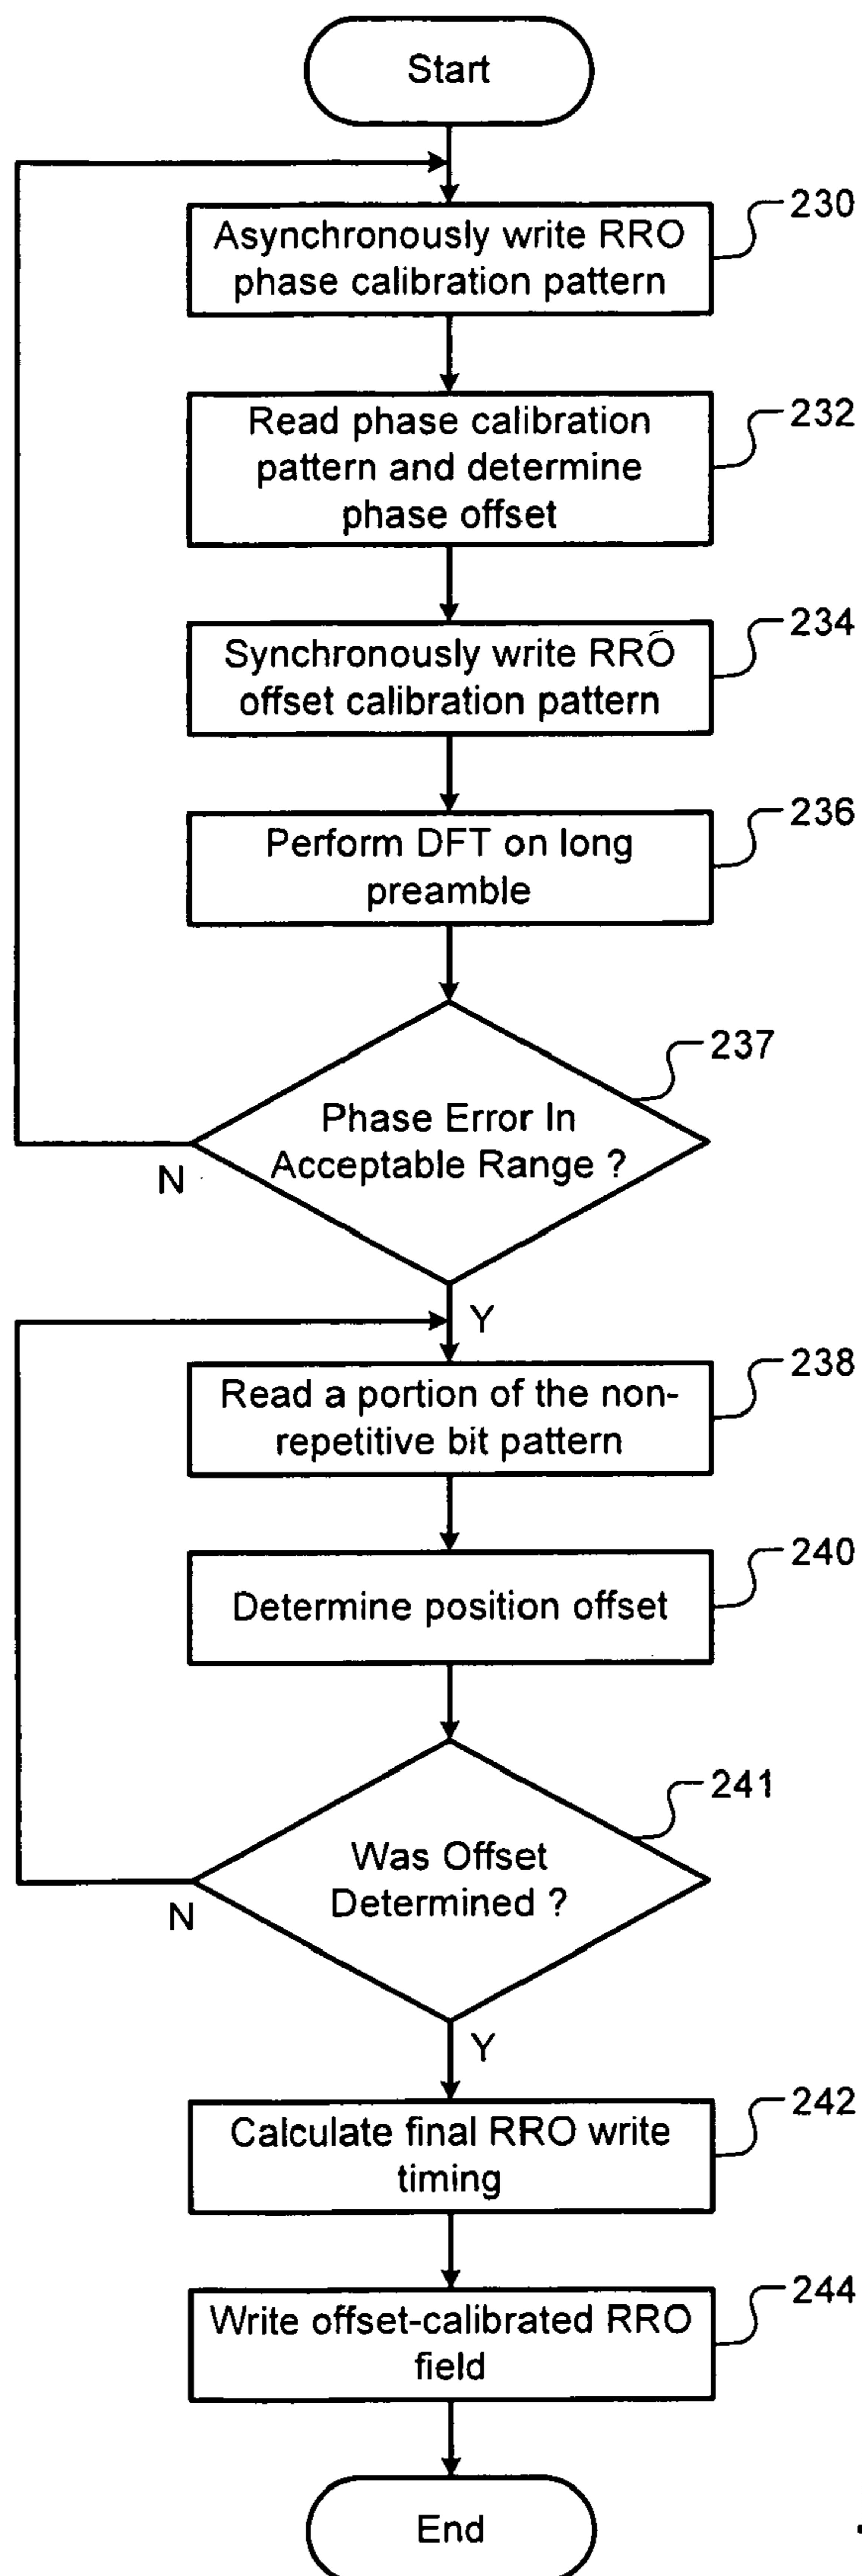 Start
Asynchronously write RRO
phase calibration pattern
230
Read phase calibration
pattern and determine
phase offset
232
Synchronously write RRO
offset calibration pattern
234
Perform DFT on long
preamble
236
Phase Error In
Acceptable Range ?
237
N
Y
Read a portion of the non-
repetitive bit pattern
238
Determine position offset
240
Was Offset
Determined ?
241
N
Y
Calculate final RRO write
timing
242
Write offset-calibrated RRO
field
244
End